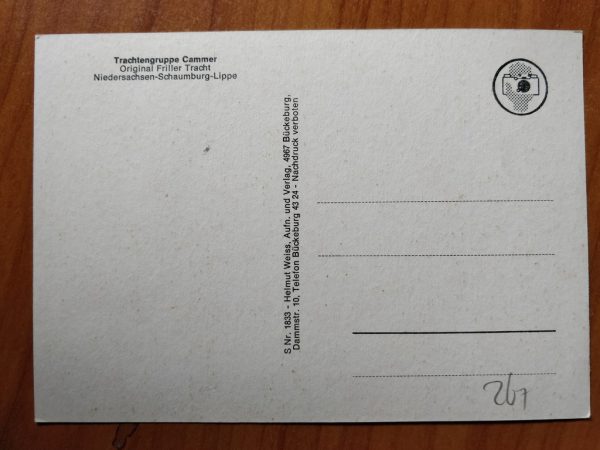 Trachtengruppe Cammer
Original Friller Tracht
Niedersachsen-Schaumburg-Lippe
S Nr. 1833 - Helmut Weiss, Aufn. und Verlag, 4967 Bückeburg,
Dammstr. 10, Telefon Bückeburg 43 24 - Nachdruck verboten